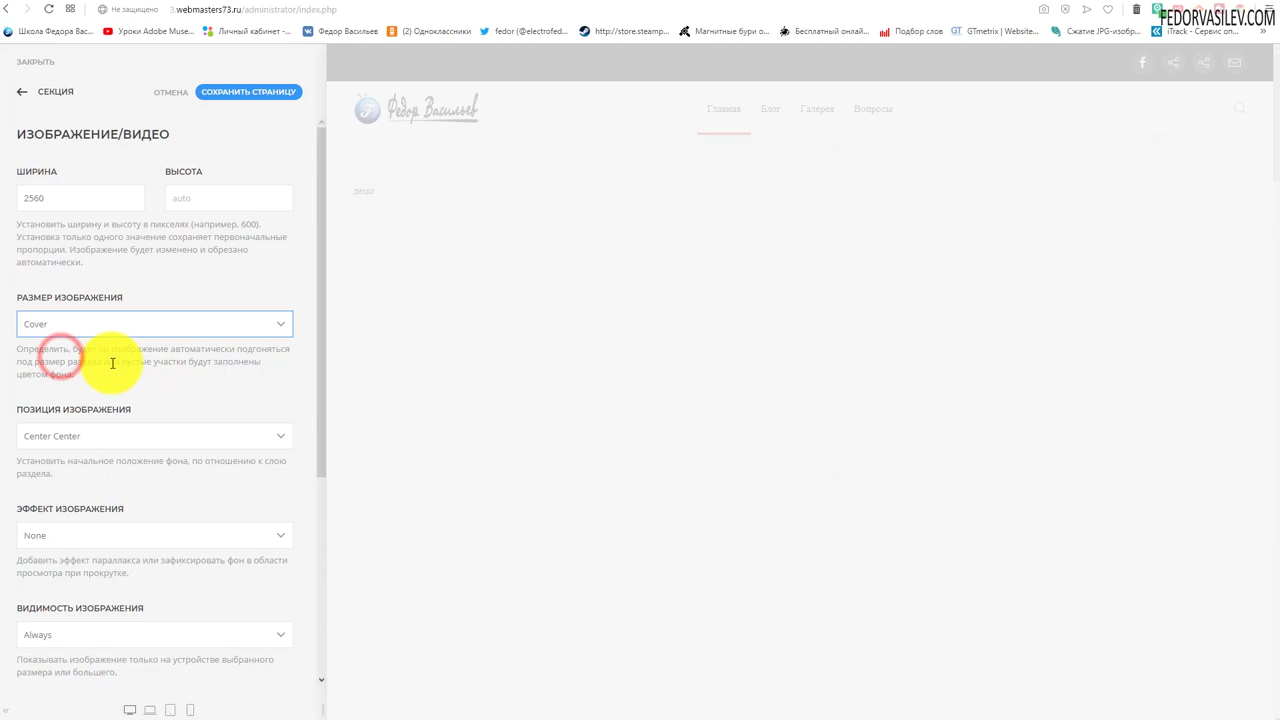 Не защищено
3.webmasters73.ru/administrator/index.php
FEDORVASILEV.COM
Школа Федора Вас...
Уроки Adobe Muse...
Личный кабинет -...
Федор Васильев
(2) Одноклассники
fedor (@electrofed...
http://store.steamp...
Магнитные бури о...
Бесплатный онлай...
Подбор слов
GTmetrix | Website...
Сжатие JPG-изобр...
iTrack - Сервис оп...
ЗАКРЫТЬ
СЕКЦИЯ
ОТМЕНА
СОХРАНИТЬ СТРАНИЦУ
Федор Васильев
Главная
Блог
Галерея
Вопросы
ИЗОБРАЖЕНИЕ/ВИДЕО
ШИРИНА
ВЫСОТА
2560
auto
демо
Установить ширину и высоту в пикселях (например, 600).
Установка только одного значение сохраняет первоначальные
пропорции. Изображение будет изменено и обрезано
автоматически.
РАЗМЕР ИЗОБРАЖЕНИЯ
Cover
Определить, будет ли изображение автоматически подгоняться
под размер раздела или пустые участки будут заполнены
цветом фона.
ПОЗИЦИЯ ИЗОБРАЖЕНИЯ
Center Center
Установить начальное положение фона, по отношению к слою
раздела.
ЭФФЕКТ ИЗОБРАЖЕНИЯ
None
Добавить эффект параллакса или зафиксировать фон в области
просмотра при прокрутке.
ВИДИМОСТЬ ИЗОБРАЖЕНИЯ
Always
Показывать изображение только на устройстве выбранного
размера или большего.